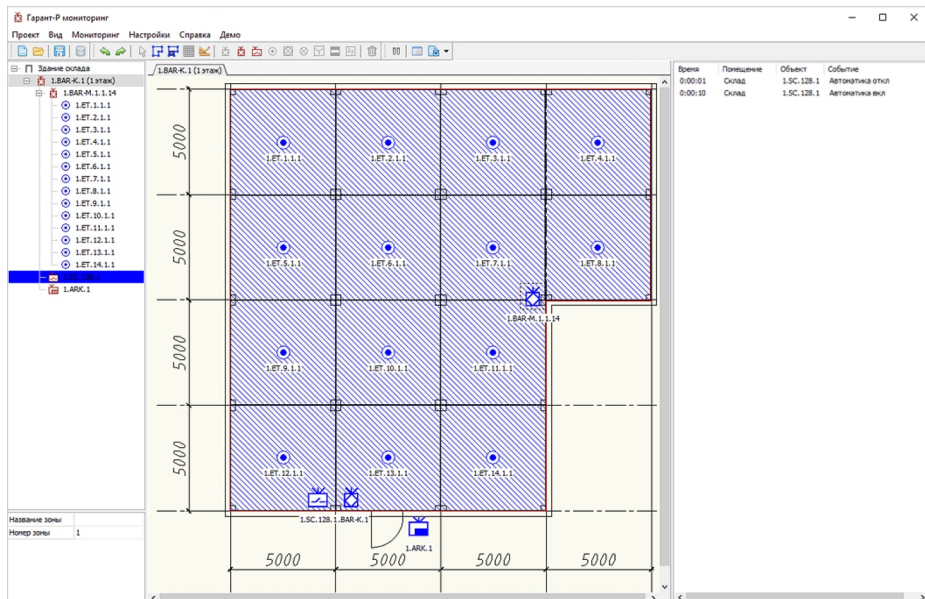 Гарант-Р мониторинг
Проект Вид Мониторинг Настройки Справка Демо
Здание склада
1.BAR-K.1 (1 этаж)
1.BAR-M.1.1.14
1.ET.1.1.1
1.ET.2.1.1
1.ET.3.1.1
1.ET.4.1.1
1.ET.5.1.1
1.ET.6.1.1
1.ET.7.1.1
1.ET.8.1.1
1.ET.9.1.1
1.ET.10.1.1
1.ET.11.1.1
1.ET.12.1.1
1.ET.13.1.1
1.ET.14.1.1
1.ARK.1
Название зоны
Номер зоны 1
1.BAR-K.1 (1 этаж)
5000
1.ET.1.1.1 1.ET.2.1.1 1.ET.3.1.1 1.ET.4.1.1
5000
1.ET.5.1.1 1.ET.6.1.1 1.ET.7.1.1 1.ET.8.1.1
1.BAR-M.1.1.14
5000
1.ET.9.1.1 1.ET.10.1.1 1.ET.11.1.1
5000
1.ET.12.1.1 1.ET.13.1.1 1.ET.14.1.1
1.SC.128.1 1.BAR-K.1
1.ARK.1
5000 5000 5000 5000
Время Помещение Объект Событие
0:00:01 Склад 1.SC.128.1 Автоматика откл
0:00:10 Склад 1.SC.128.1 Автоматика вкл